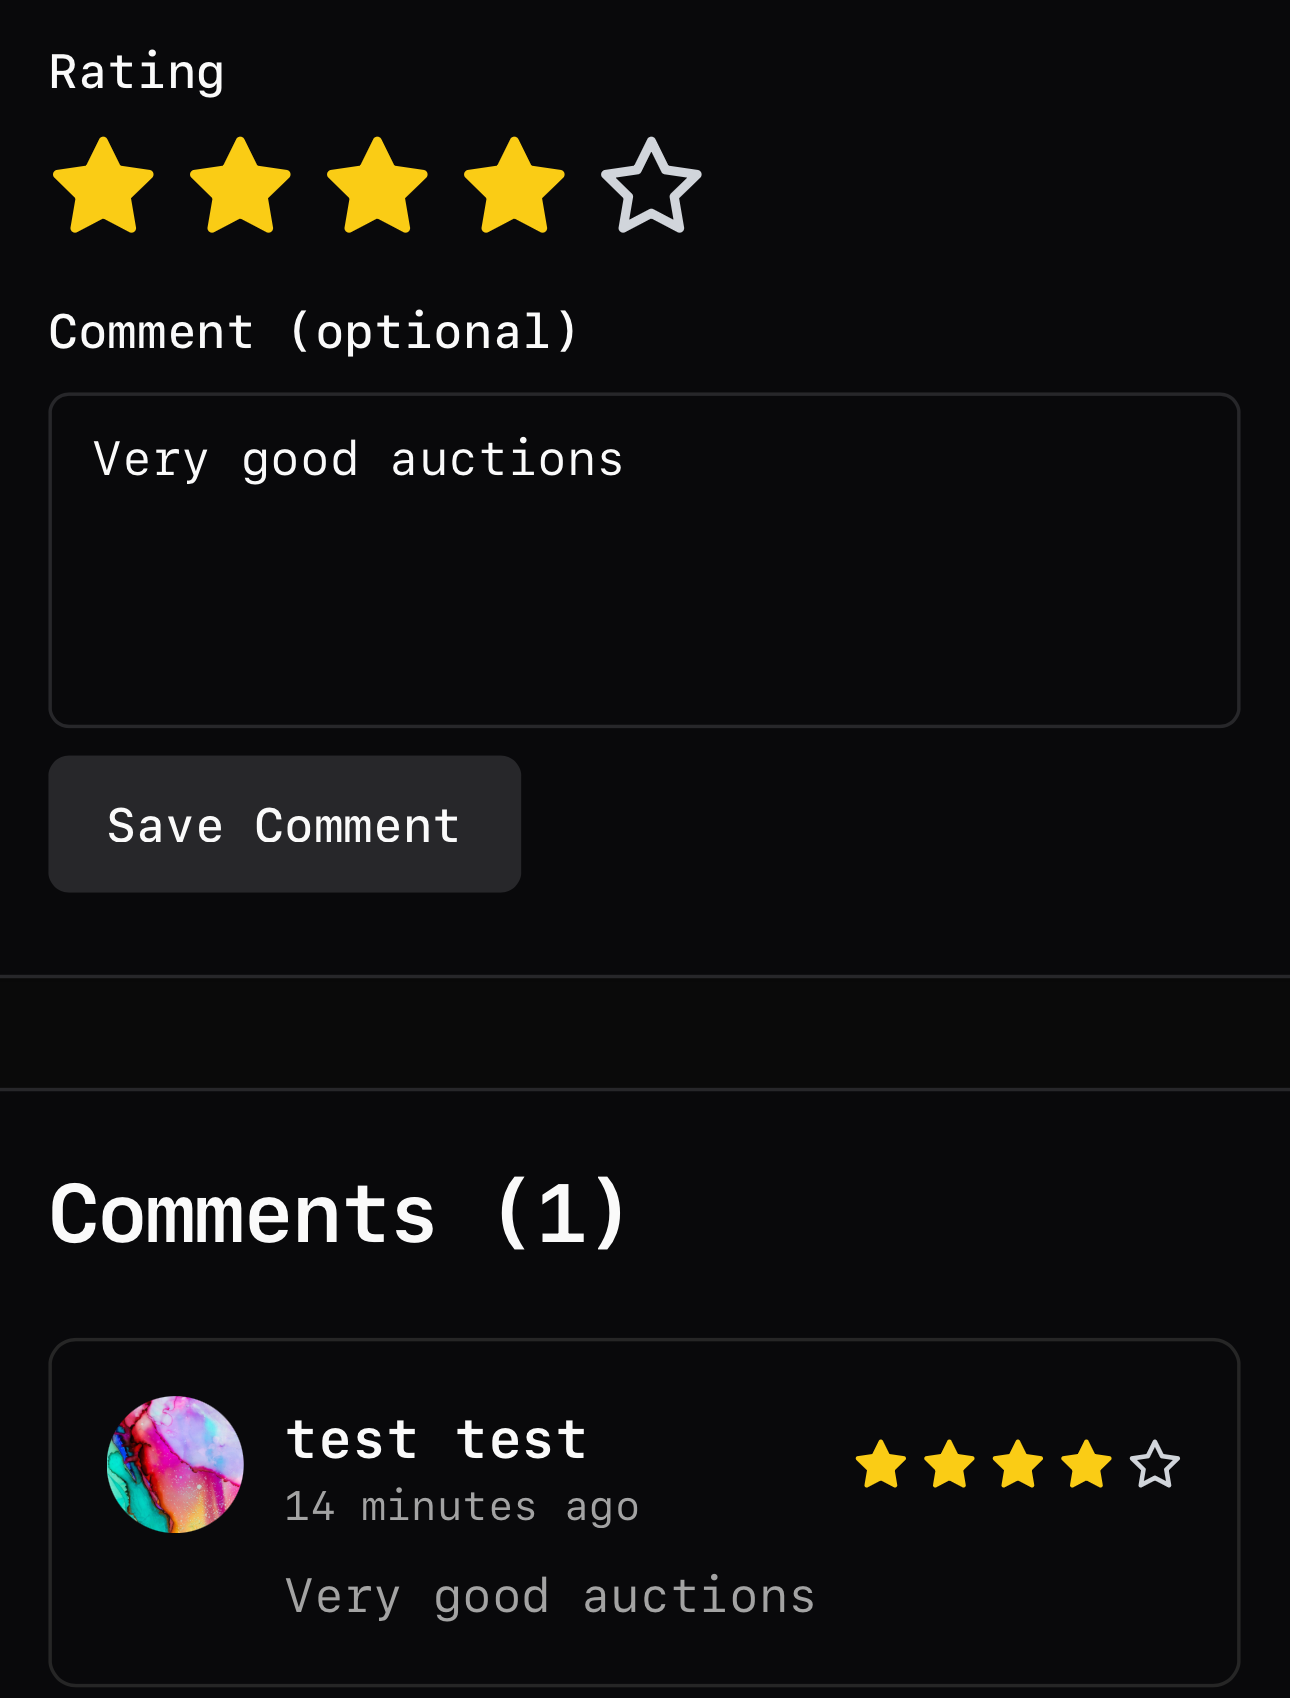 Rating
Comment (optional)
Very good auctions
Save Comment
Comments (1)
test test
14 minutes ago
Very good auctions